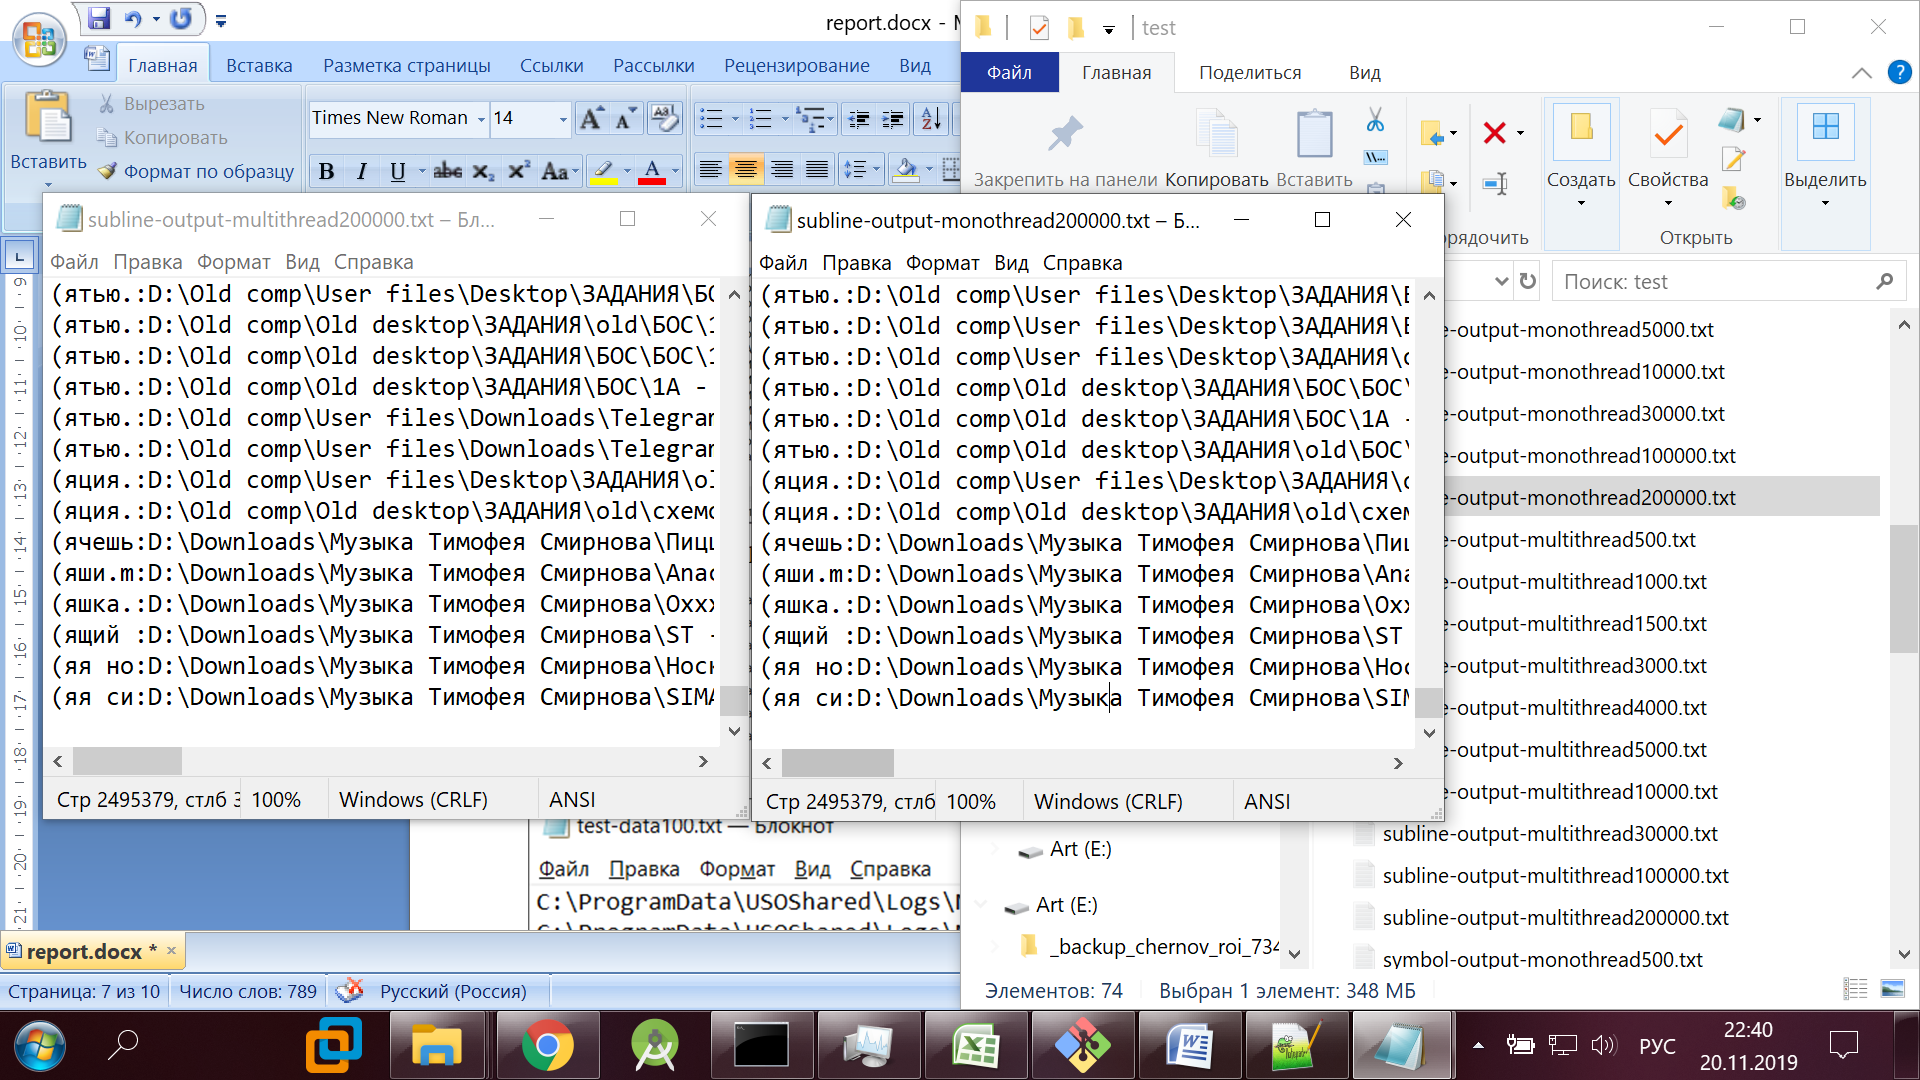 report.docx - M
Главная Вставка Разметка страницы Ссылки Рассылки Рецензирование Вид
Вставить
Вырезать
Копировать
Формат по образцу
Times New Roman 14
test
Файл Главная Поделиться Вид
Закрепить на панели Копировать Вставить
Создать Свойства Выделить
Открыть
Поиск: test
subline-output-multithread200000.txt – Бл...
Файл Правка Формат Вид Справка
(ятью.:D:\Old comp\User files\Desktop\ЗАДАНИЯ\БО
(ятью.:D:\Old comp\Old desktop\ЗАДАНИЯ\old\БОС\1
(ятью.:D:\Old comp\Old desktop\ЗАДАНИЯ\БОС\БОС\1
(ятью.:D:\Old comp\Old desktop\ЗАДАНИЯ\БОС\1А -
(ятью.:D:\Old comp\User files\Downloads\Telegram
(ятью.:D:\Old comp\User files\Downloads\Telegram
(яция.:D:\Old comp\User files\Desktop\ЗАДАНИЯ\ol
(яция.:D:\Old comp\Old desktop\ЗАДАНИЯ\old\схемо
(ячешь:D:\Downloads\Музыка Тимофея Смирнова\Пицц
(яши.m:D:\Downloads\Музыка Тимофея Смирнова\Anac
(яшка.:D:\Downloads\Музыка Тимофея Смирнова\Oxxx
(ящий :D:\Downloads\Музыка Тимофея Смирнова\ST -
(яя но:D:\Downloads\Музыка Тимофея Смирнова\Носк
(яя си:D:\Downloads\Музыка Тимофея Смирнова\SIMA
Стр 2495379, стлб 3 100% Windows (CRLF) ANSI
subline-output-monothread200000.txt – Б...
Файл Правка Формат Вид Справка
(ятью.:D:\Old comp\User files\Desktop\ЗАДАНИЯ\Б
(ятью.:D:\Old comp\User files\Desktop\ЗАДАНИЯ\Б
(ятью.:D:\Old comp\User files\Desktop\ЗАДАНИЯ\o
(ятью.:D:\Old comp\Old desktop\ЗАДАНИЯ\БОС\БОС\
(ятью.:D:\Old comp\Old desktop\ЗАДАНИЯ\БОС\1А -
(ятью.:D:\Old comp\Old desktop\ЗАДАНИЯ\old\БОС\
(яция.:D:\Old comp\User files\Desktop\ЗАДАНИЯ\o
(яция.:D:\Old comp\Old desktop\ЗАДАНИЯ\old\схем
(ячешь:D:\Downloads\Музыка Тимофея Смирнова\Пиц
(яши.m:D:\Downloads\Музыка Тимофея Смирнова\Ana
(яшка.:D:\Downloads\Музыка Тимофея Смирнова\Oxx
(ящий :D:\Downloads\Музыка Тимофея Смирнова\ST
(яя но:D:\Downloads\Музыка Тимофея Смирнова\Нос
(яя си:D:\Downloads\Музыка Тимофея Смирнова\SIM
Стр 2495379, стлб 100% Windows (CRLF) ANSI
e-output-monothread5000.txt
e-output-monothread10000.txt
e-output-monothread30000.txt
e-output-monothread100000.txt
e-output-monothread200000.txt
e-output-multithread500.txt
e-output-multithread1000.txt
e-output-multithread1500.txt
e-output-multithread3000.txt
e-output-multithread4000.txt
e-output-multithread5000.txt
e-output-multithread10000.txt
subline-output-multithread30000.txt
subline-output-multithread100000.txt
subline-output-multithread200000.txt
symbol-output-monothread500.txt
Art (E:)
Art (E:)
_backup_chernov_roi_734
Элементов: 74 Выбран 1 элемент: 348 МБ
test-data100.txt — Блокнот
Файл Правка Формат Вид Справка
C:\ProgramData\USOShared\Logs\
report.docx *
Страница: 7 из 10 Число слов: 789 Русский (Россия)
РУС
22:40
20.11.2019